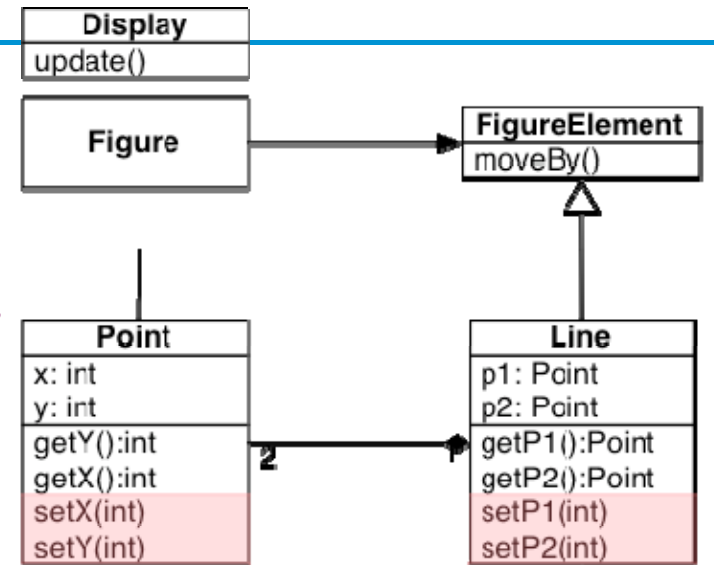 Display
update()
Figure
FigureElement
moveBy()
Point
x: int
y: int
getY():int
getX():int
setX(int)
setY(int)
2
1
Line
p1: Point
p2: Point
getP1():Point
getP2():Point
setP1(int)
setP2(int)